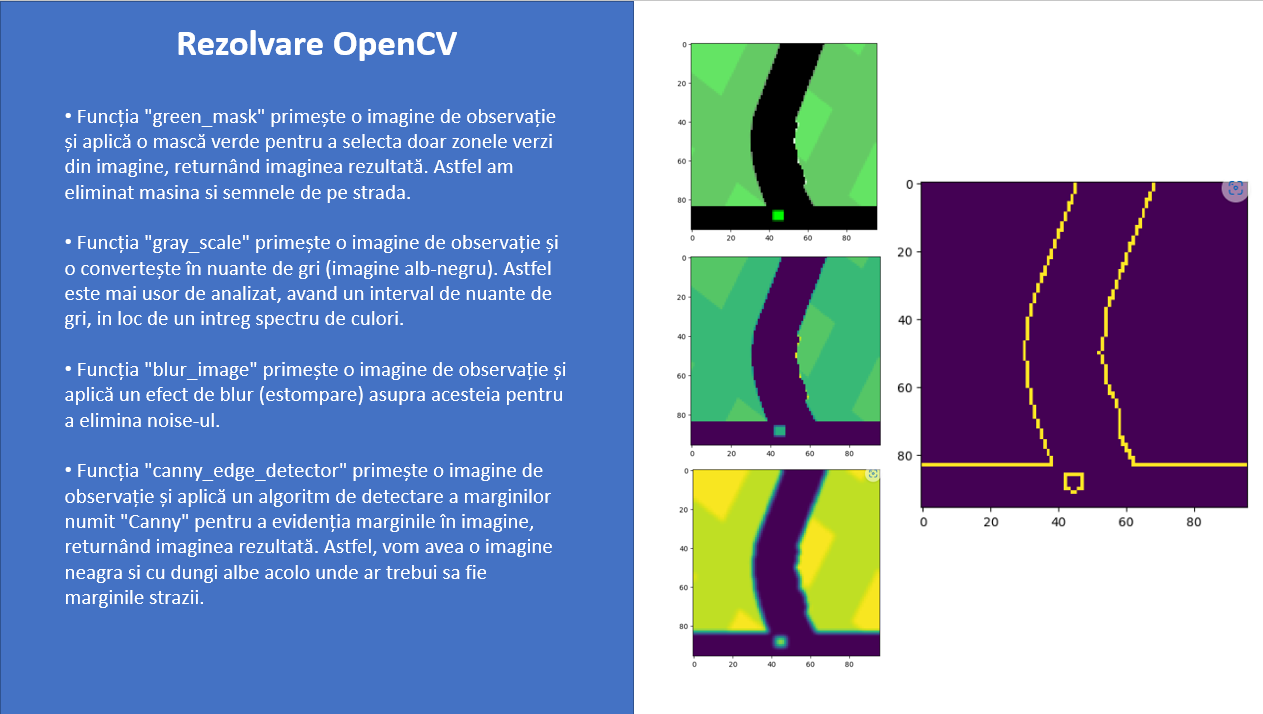 Rezolvare OpenCV
• Funcția "green_mask" primește o imagine de observație
și aplică o mască verde pentru a selecta doar zonele verzi
din imagine, returnând imaginea rezultată. Astfel am
eliminat masina si semnele de pe strada.
• Funcția "gray_scale" primește o imagine de observație și
o convertește în nuante de gri (imagine alb-negru). Astfel
este mai usor de analizat, avand un interval de nuante de
gri, in loc de un intreg spectru de culori.
• Funcția "blur_image" primește o imagine de observație și
aplică un efect de blur (estompare) asupra acesteia pentru
a elimina noise-ul.
• Funcția "canny_edge_detector" primește o imagine de
observație și aplică un algoritm de detectare a marginilor
numit "Canny" pentru a evidenția marginile în imagine,
returnând imaginea rezultată. Astfel, vom avea o imagine
neagra si cu dungi albe acolo unde ar trebui sa fie
marginile strazii.
0
20
40
60
80
0 20 40 60 80
0
20
40
60
80
0 20 40 60 80
0
20
40
60
80
0 20 40 60 80
0
20
40
60
80
0 20 40 60 80